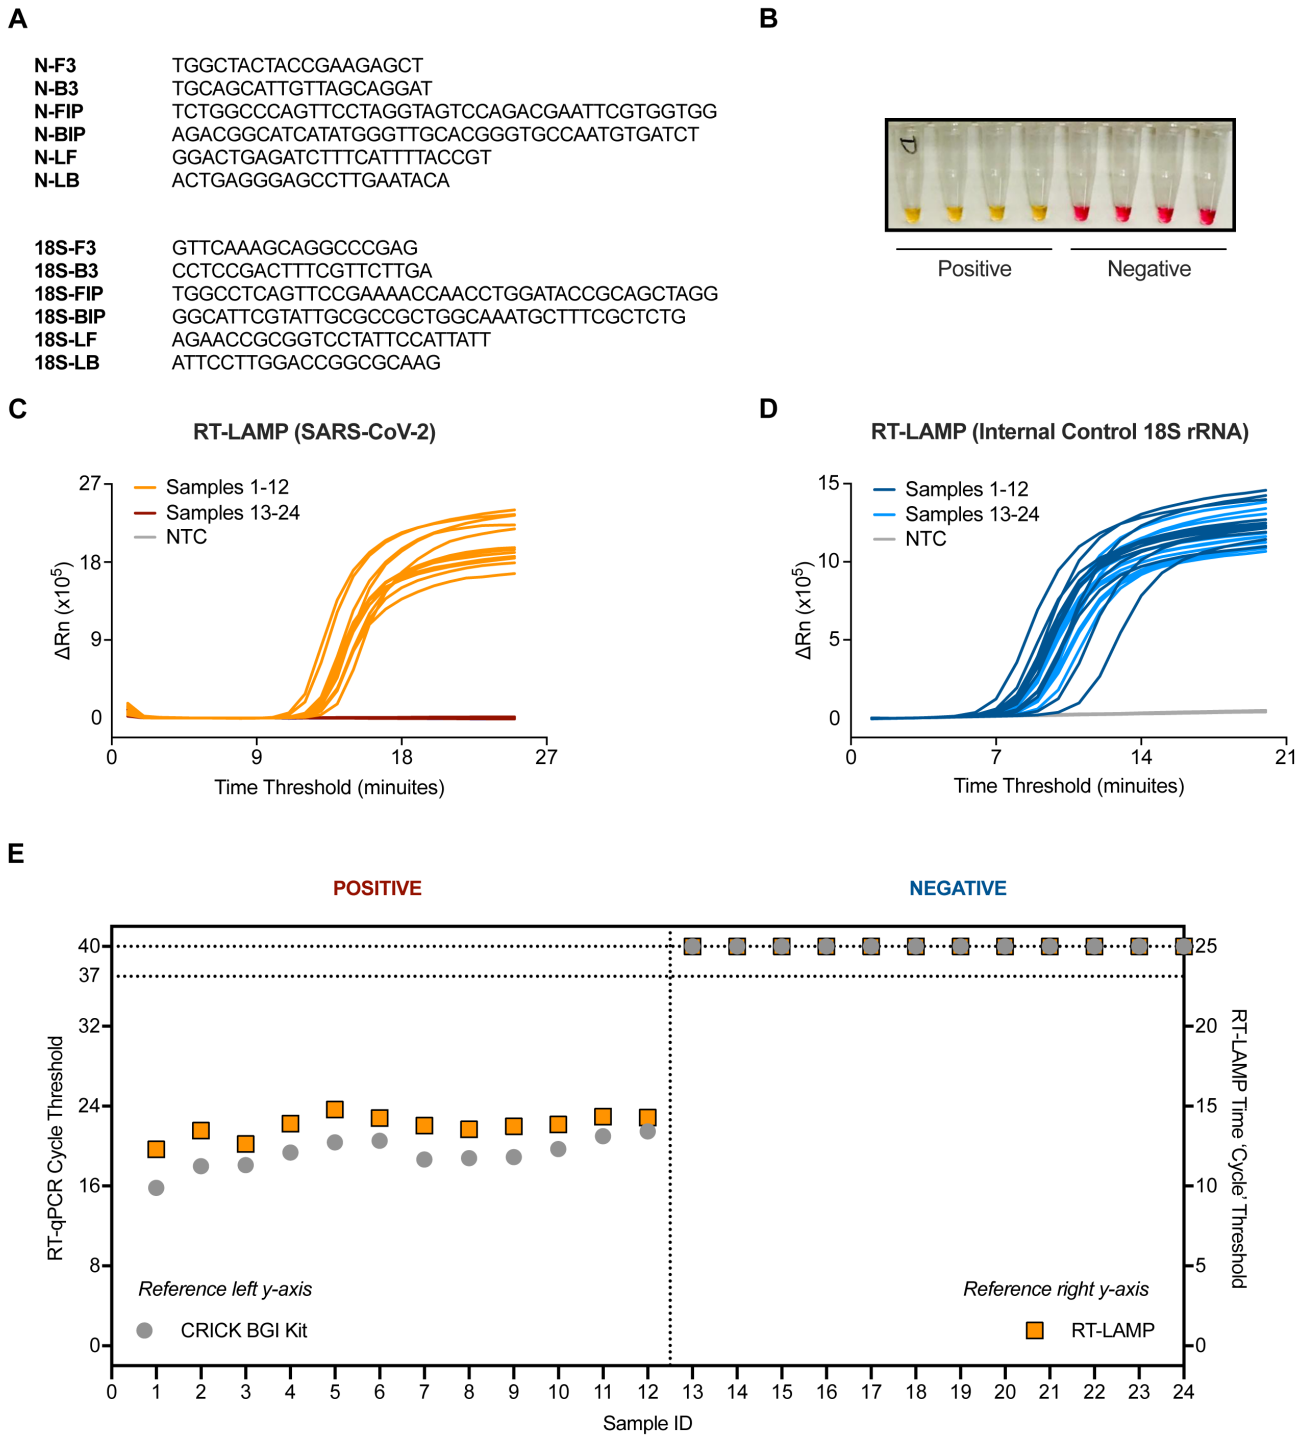 A
N-F3 TGGCTACTACCGAAGAGCT
N-B3 TGCAGCATTGTTAGCAGGAT
N-FIP TCTGGCCCAGTTCCTAGGTAGTCCAGACGAATTCGTGGTGG
N-BIP AGACGGCATCATATGGGTTGCACGGGTGCCAATGTGATCT
N-LF GGACTGAGATCTTTCATTTTACCGT
N-LB ACTGAGGGAGCCTTGAATACA
18S-F3 GTTCAAAGCAGGCCCGAG
18S-B3 CCTCCGACTTTCGTTCTTGA
18S-FIP TGGCCTCAGTTCCGAAAACCAACCTGGATACCGCAGCTAGG
18S-BIP GGCATTCGTATTGCGCCGCTGGCAAATGCTTTCGCTCTG
18S-LF AGAACCGCGGTCCTATTCCATTATT
18S-LB ATTCCTTGGACCGGCGCAAG
B
D
Positive Negative
C
RT-LAMP (SARS-CoV-2)
Samples 1-12
Samples 13-24
NTC
ΔRn (x10⁵)
27
18
9
0
0 9 18 27
Time Threshold (minuites)
D
RT-LAMP (Internal Control 18S rRNA)
Samples 1-12
Samples 13-24
NTC
ΔRn (x10⁵)
15
10
5
0
0 7 14 21
Time Threshold (minuites)
E
POSITIVE NEGATIVE
RT-qPCR Cycle Threshold
40
37
32
24
16
8
0
Reference left y-axis
CRICK BGI Kit
Reference right y-axis
RT-LAMP
25
20
15
10
5
0
RT-LAMP Time ‘Cycle’ Threshold
0 1 2 3 4 5 6 7 8 9 10 11 12 13 14 15 16 17 18 19 20 21 22 23 24
Sample ID